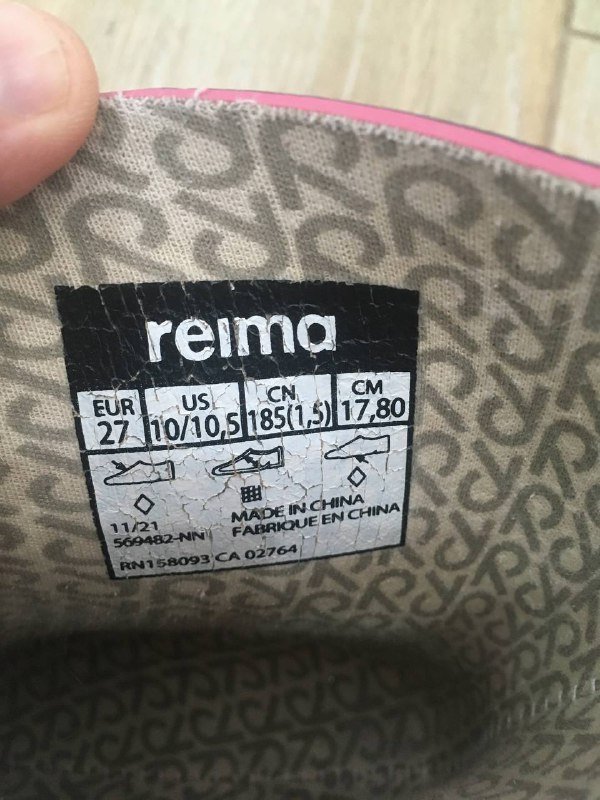 reima
EUR US CN CM
27 10/10,5 185(1,5) 17,80
11/21
569482-NN
MADE IN CHINA
FABRIQUE EN CHINA
RN158093 CA 02764